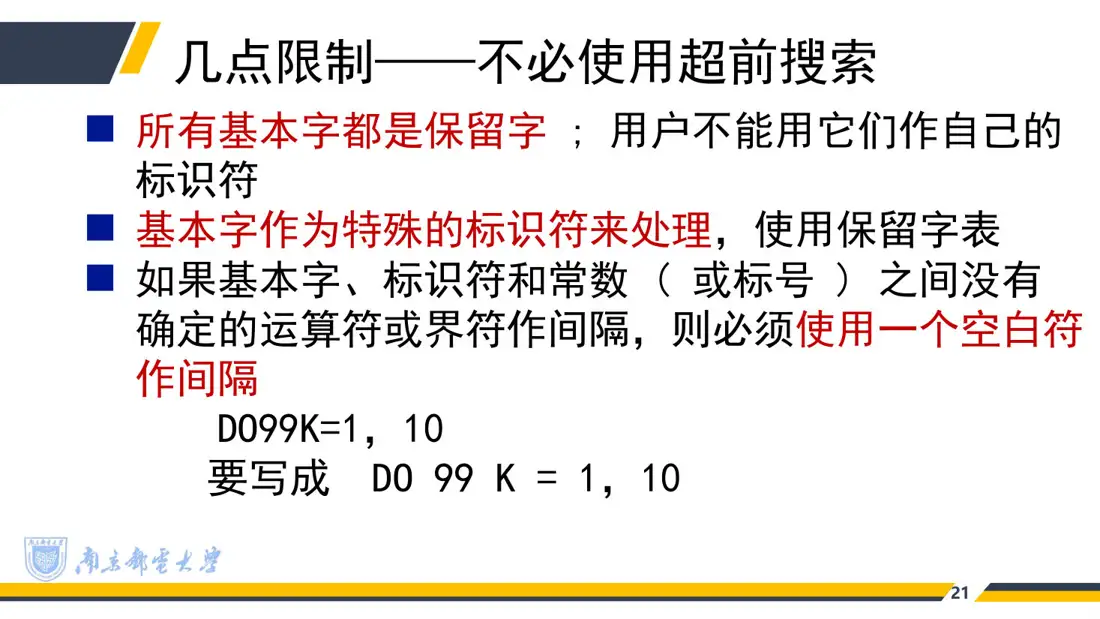 几点限制——不必使用超前搜索
所有基本字都是保留字 ；用户不能用它们作自己的
标识符
基本字作为特殊的标识符来处理，使用保留字表
如果基本字、标识符和常数（ 或标号 ）之间没有
确定的运算符或界符作间隔，则必须使用一个空白符
作间隔
DO99K=1，10
要写成 DO 99 K = 1，10
南京邮电大学
21